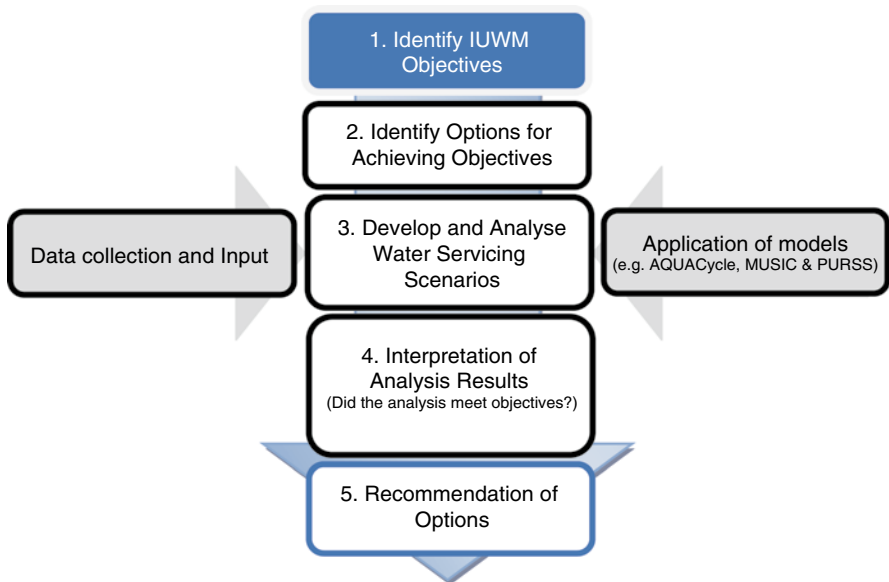 1. Identify IUWM
Objectives
2. Identify Options for
Achieving Objectives
Data collection and Input
3. Develop and Analyse
Water Servicing
Scenarios
Application of models
(e.g. AQUACycle, MUSIC & PURSS)
4. Interpretation of
Analysis Results
(Did the analysis meet objectives?)
5. Recommendation of
Options